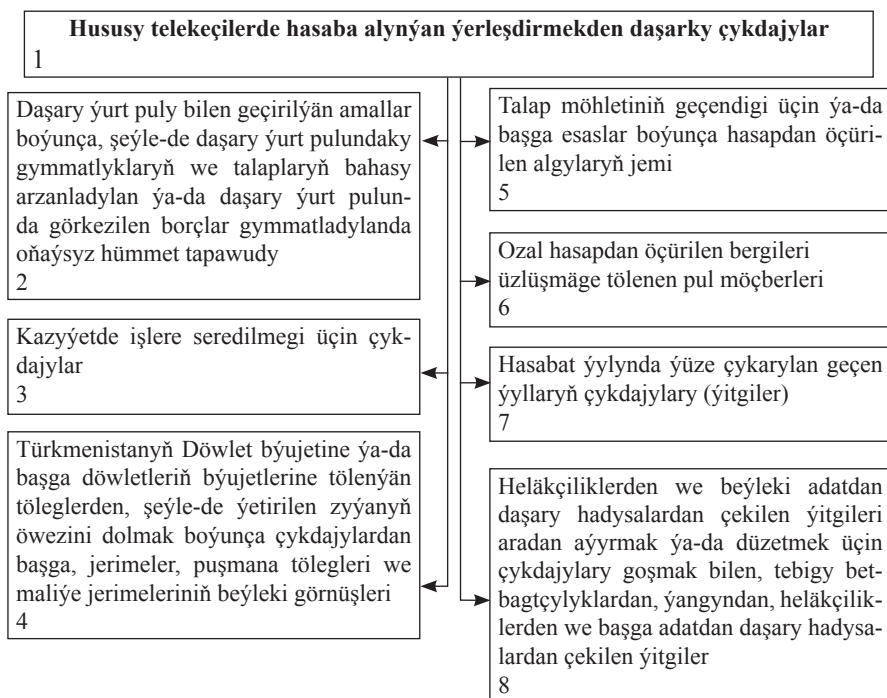 Hususy telekeçilerde hasaba alynýan ýerleşdirmekden daşarky çykdajylar
1
Daşary ýurt puly bilen geçirilýän amallar
boýunça, şeýle-de daşary ýurt pulundaky
gymmatlyklaryň we talaplaryň bahasy
arzanladylan ýa-da daşary ýurt pulun-
da görkezilen borçlar gymmatladylanda
oňaýsyz hümmet tapawudy
2
Kazyýetde işlere seredilmegi üçin çyk-
dajylar
3
Türkmenistanyň Döwlet býujetine ýa-da
başga döwletleriň býujetlerine tölenýän
töleglerden, şeýle-de ýetirilen zyýanyň
öwezini dolmak boýunça çykdajylardan
başga, jerimeler, puşmana tölegleri we
maliýe jerimeleriniň beýleki görnüşleri
4
Talap möhletiniň geçendigi üçin ýa-da
başga esaslar boýunça hasapdan öçüri-
len algylaryň jemi
5
Ozal hasapdan öçürilen bergileri
üzlüşmäge tölenen pul möçberleri
6
Hasabat ýylynda ýüze çykarylan geçen
ýyllaryň çykdajylary (ýitgiler)
7
Heläkçiliklerden we beýleki adatdan
daşary hadysalardan çekilen ýitgileri
aradan aýyrmak ýa-da düzetmek üçin
çykdajylary goşmak bilen, tebigy bet-
bagtçylyklardan, ýangyndan, heläkçilik-
lerden we başga adatdan daşary hadysa-
lardan çekilen ýitgiler
8